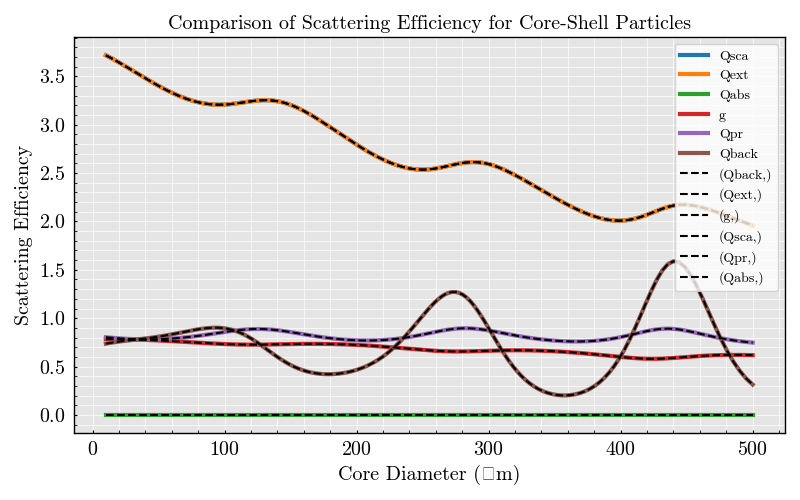 Comparison of Scattering Efficiency for Core-Shell Particles
Scattering Efficiency
3.5
3.0
2.5
2.0
1.5
1.0
0.5
0.0
Qsca
Qext
Qabs
g
Qpr
Qback
(Qback,)
(Qext,)
(g,)
(Qsca,)
(Qpr,)
(Qabs,)
0 100 200 300 400 500
Core Diameter (□m)